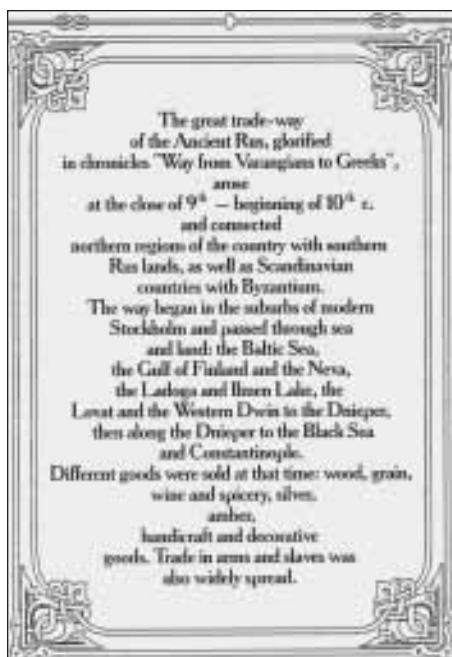 The great trade-way
of the Ancient Rus, glorified
in chronicles "Way from Varangians to Greeks",
arose
at the close of 9th – beginning of 10th c.
and connected
northern regions of the country with southern
Rus lands, as well as Scandinavian
countries with Byzantium.
The way began in the suburbs of modern
Stockholm and passed through sea
and land: the Baltic Sea,
the Gulf of Finland and the Neva,
the Ladoga and Ilmen Lake, the
Lovat and the Western Dwin to the Dnieper,
then along the Dnieper to the Black Sea
and Constantinople.
Different goods were sold at that time: wood, grain,
wine and spicery, silver,
amber,
handicraft and decorative
goods. Trade in arms and slaves was
also widely spread.